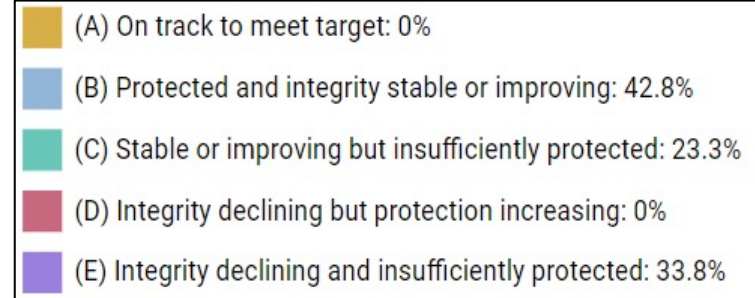 (A) On track to meet target: 0%
(B) Protected and integrity stable or improving: 42.8%
(C) Stable or improving but insufficiently protected: 23.3%
(D) Integrity declining but protection increasing: 0%
(E) Integrity declining and insufficiently protected: 33.8%